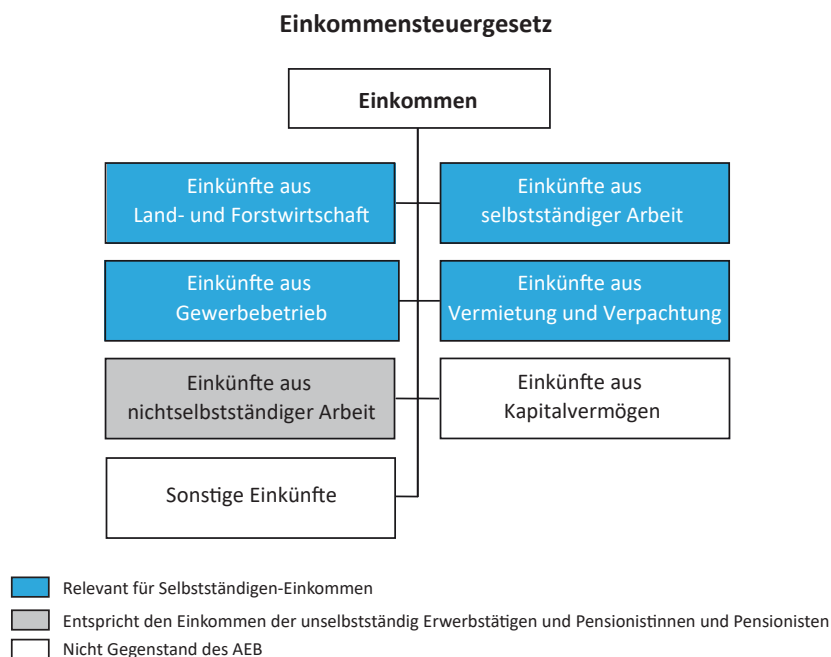 Einkommensteuergesetz
Einkommen
Einkünfte aus
Land- und Forstwirtschaft
Einkünfte aus
selbstständiger Arbeit
Einkünfte aus
Gewerbebetrieb
Einkünfte aus
Vermietung und Verpachtung
Einkünfte aus
nichtselbstständiger Arbeit
Einkünfte aus
Kapitalvermögen
Sonstige Einkünfte
Relevant für Selbstständigen-Einkommen
Entspricht den Einkommen der unselbstständig Erwerbstätigen und Pensionistinnen und Pensionisten
Nicht Gegenstand des AEB